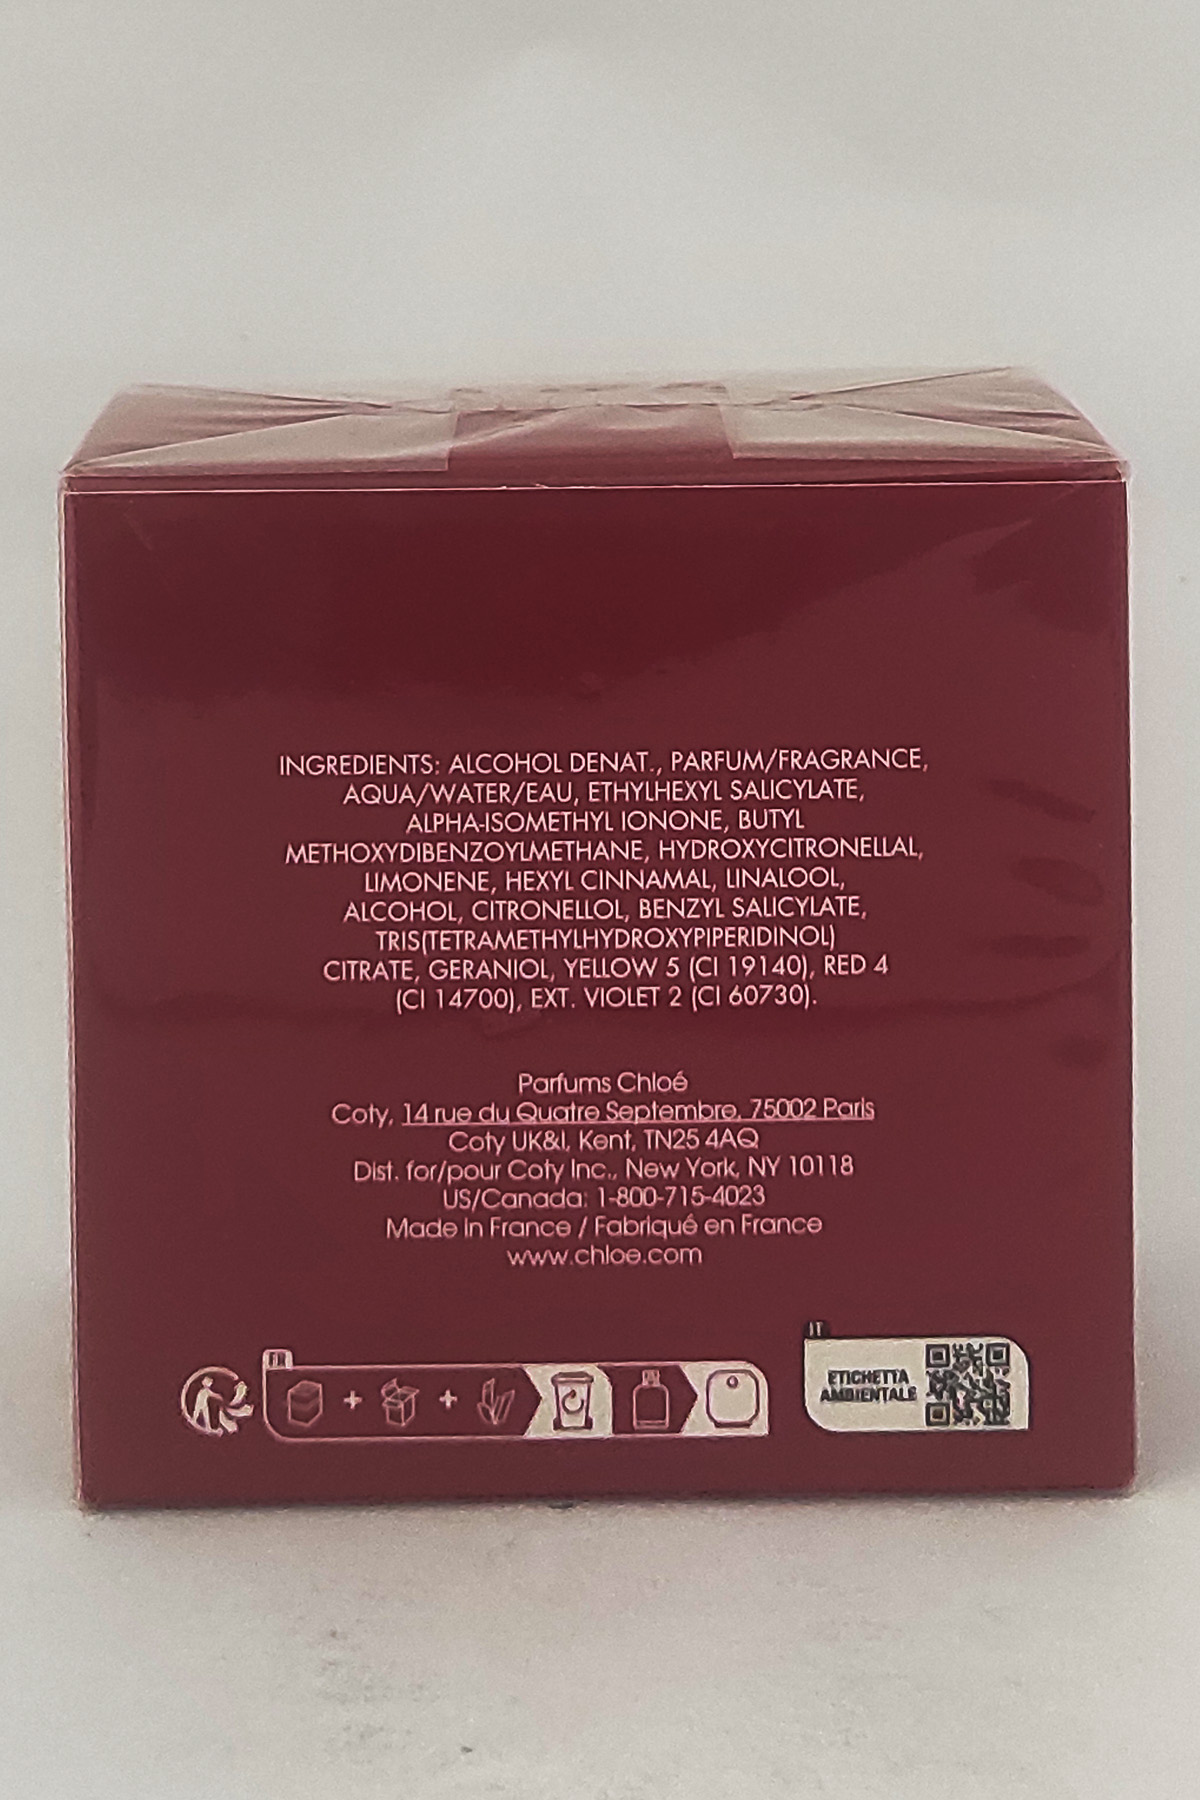 INGREDIENTS: ALCOHOL DENAT., PARFUM/FRAGRANCE,
AQUA/WATER/EAU, ETHYLHEXYL SALICYLATE,
ALPHA-ISOMETHYL IONONE, BUTYL
METHOXYDIBENZOYLMETHANE, HYDROXYCITRONELLAL,
LIMONENE, HEXYL CINNAMAL, LINALOOL,
ALCOHOL, CITRONELLOL, BENZYL SALICYLATE,
TRIS(TETRAMETHYLHYDROXYPIPERIDINOL)
CITRATE, GERANIOL, YELLOW 5 (CI 19140), RED 4
(CI 14700), EXT. VIOLET 2 (CI 60730).
Parfums Chloé
Coty, 14 rue du Quatre Septembre, 75002 Paris
Coty UK&I, Kent, TN25 4AQ
Dist. for/pour Coty Inc., New York, NY 10118
US/Canada: 1-800-715-4023
Made in France / Fabriqué en France
www.chloe.com
FR
IT
ETICHETTA
AMBIENTALE